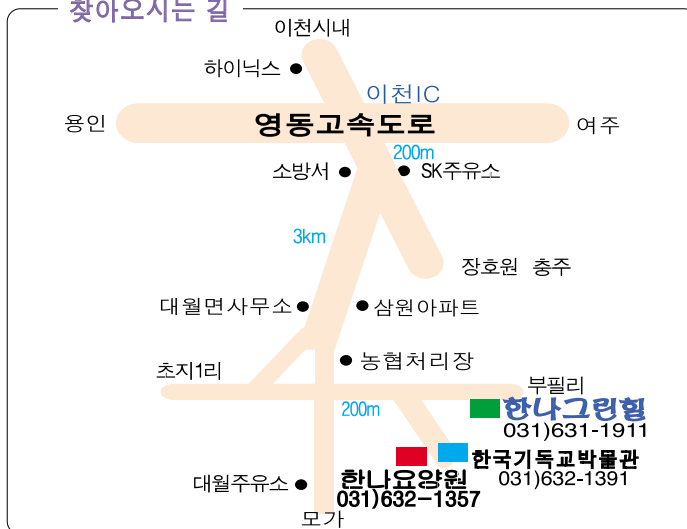 찾아오시는 길
이천시내
하이닉스
이천IC
용인
영동고속도로
여주
200m
소방서
SK주유소
3km
장호원 충주
대월면사무소
삼원아파트
농협처리장
초지1리
부필리
200m
한나그린힐
031)631-1911
한국기독교박물관
031)632-1391
한나요양원
031)632-1357
대월주유소
모가